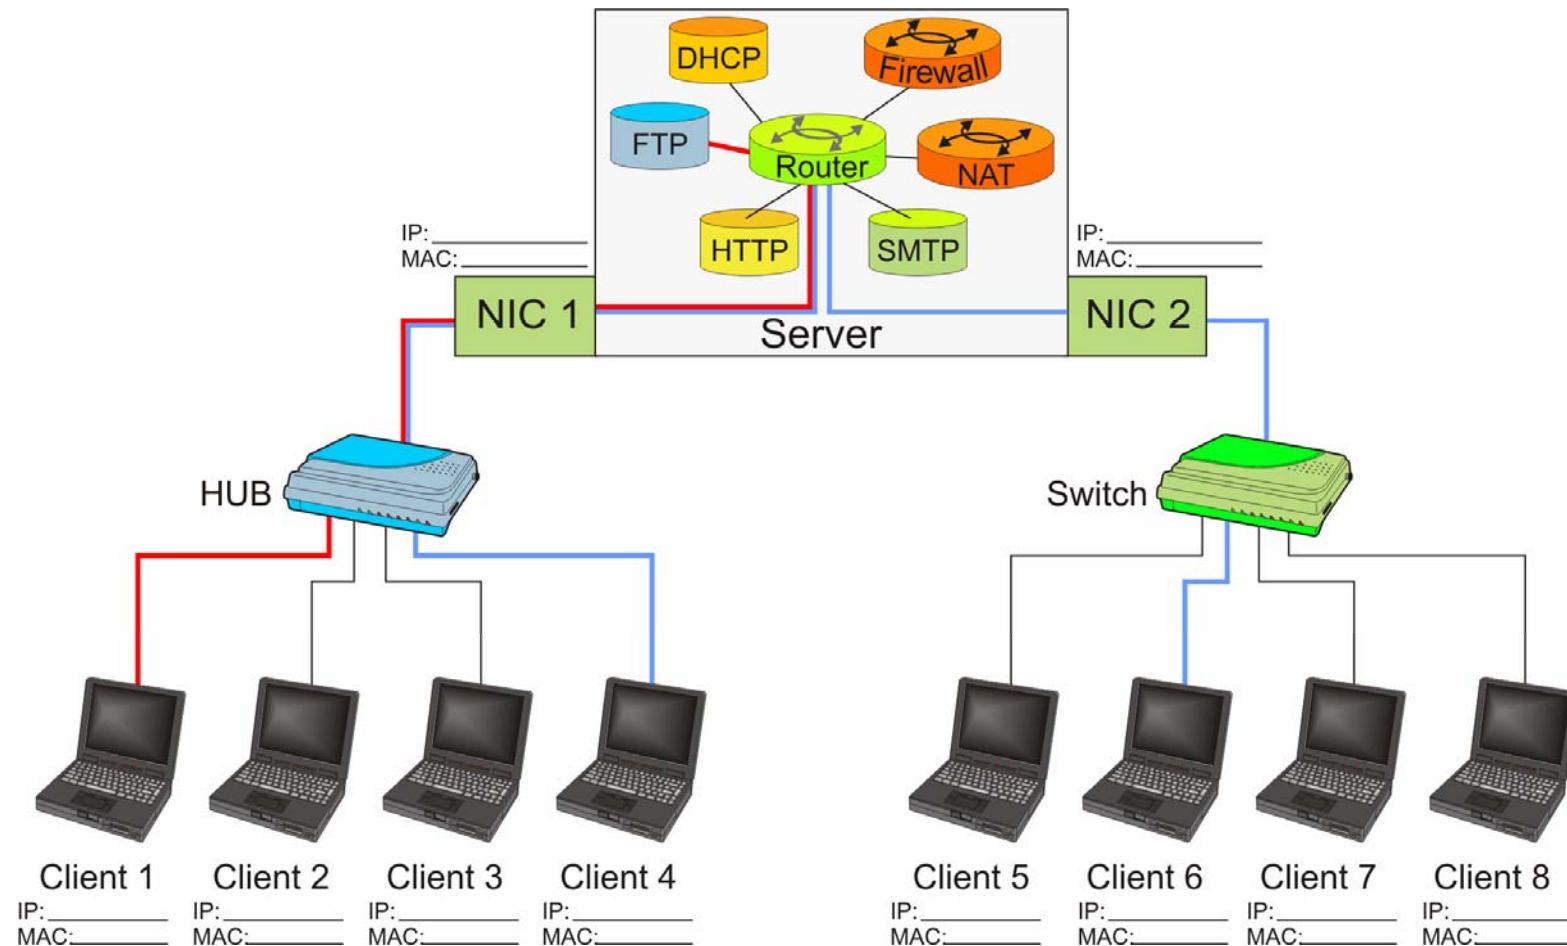 DHCP
Firewall
FTP
Router
NAT
HTTP
SMTP
IP:
MAC:
NIC 1
Server
IP:
MAC:
NIC 2
HUB
Switch
Client 1
IP:
MAC:
Client 2
IP:
MAC:
Client 3
IP:
MAC:
Client 4
IP:
MAC:
Client 5
IP:
MAC:
Client 6
IP:
MAC:
Client 7
IP:
MAC:
Client 8
IP:
MAC: